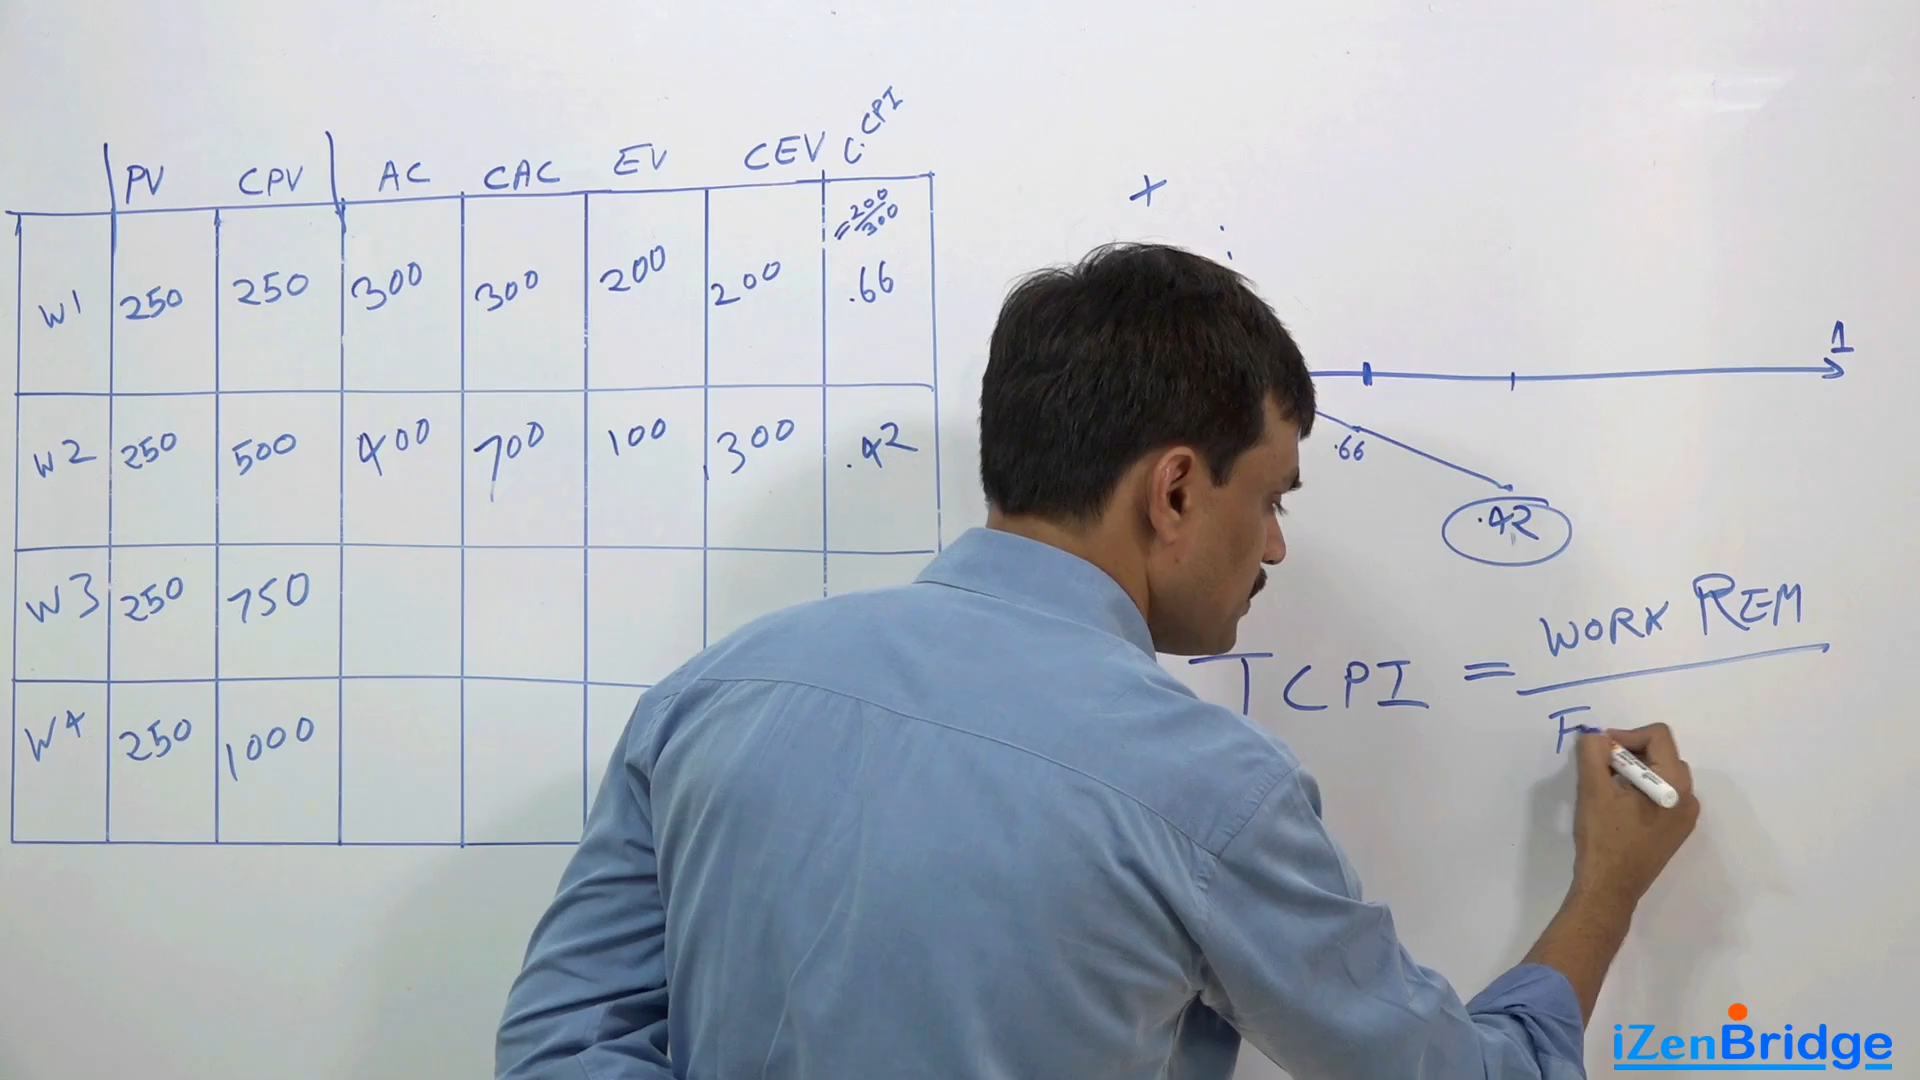 PV CPV AC CAC EV CEV CCPI
= 200/300
W1 250 250 300 300 200 200 .66
W2 250 500 400 700 100 300 .42
W3 250 750
W4 250 1000
+
1
.66
.42
TCPI = WORK REM
F
iZenBridge